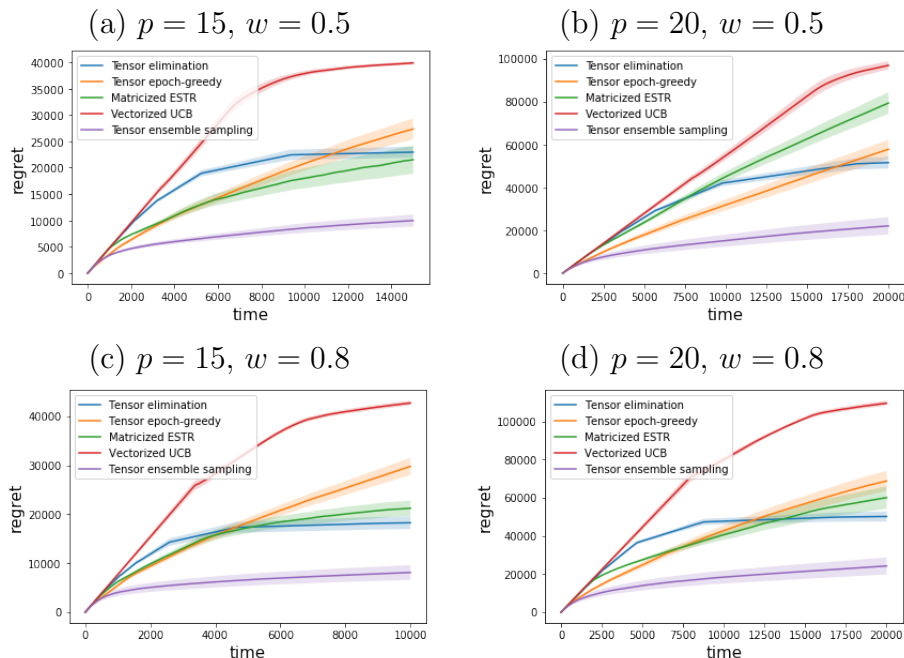 (a) p = 15, w = 0.5
40000
35000
30000
25000
20000
15000
10000
5000
0
regret
Tensor elimination
Tensor epoch-greedy
Matricized ESTR
Vectorized UCB
Tensor ensemble sampling
0 2000 4000 6000 8000 10000 12000 14000
time
(b) p = 20, w = 0.5
100000
80000
60000
40000
20000
0
regret
Tensor elimination
Tensor epoch-greedy
Matricized ESTR
Vectorized UCB
Tensor ensemble sampling
0 2500 5000 7500 10000 12500 15000 17500 20000
time
(c) p = 15, w = 0.8
40000
30000
20000
10000
0
regret
Tensor elimination
Tensor epoch-greedy
Matricized ESTR
Vectorized UCB
Tensor ensemble sampling
0 2000 4000 6000 8000 10000
time
(d) p = 20, w = 0.8
100000
80000
60000
40000
20000
0
regret
Tensor elimination
Tensor epoch-greedy
Matricized ESTR
Vectorized UCB
Tensor ensemble sampling
0 2500 5000 7500 10000 12500 15000 17500 20000
time